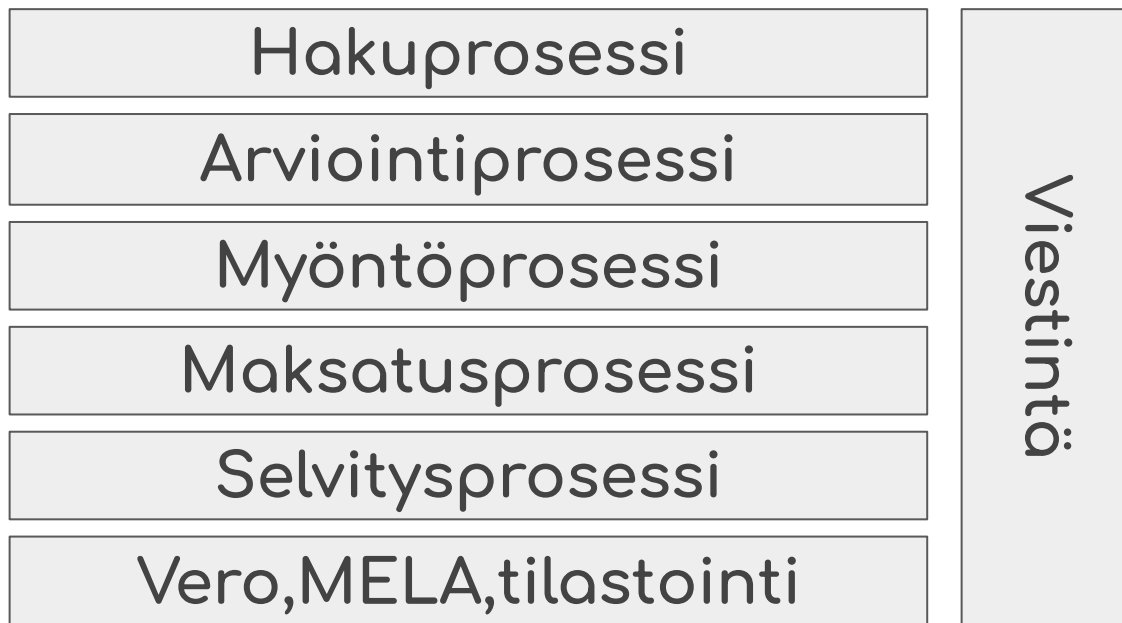 Hakuprosessi
Arviointiprosessi
Myöntöprosessi
Maksatusprosessi
Selvitysprosessi
Vero,MELA,tilastointi
Viestintä